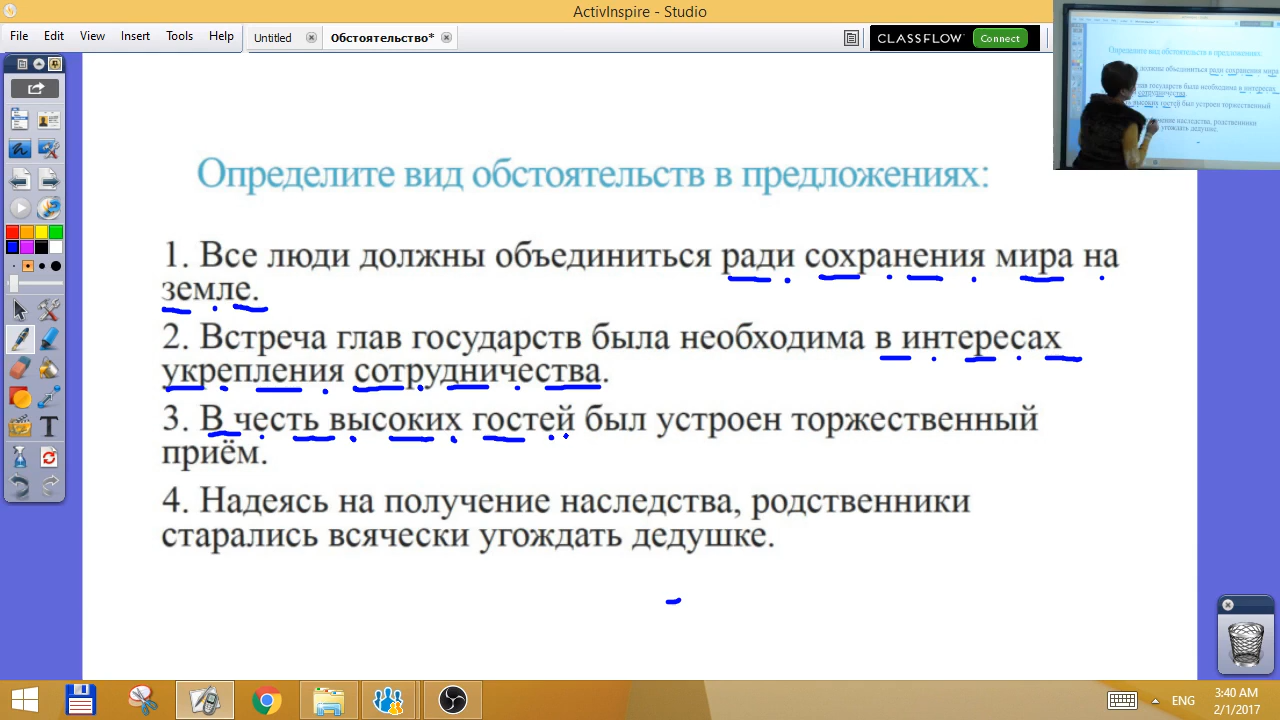 ActivInspire - Studio
File Edit View Insert Tools Help Untitled Обстоятельство* CLASSFLOW Connect
Определите вид обстоятельств в предложениях:
1. Все люди должны объединиться ради сохранения мира на
земле.
2. Встреча глав государств была необходима в интересах
укрепления сотрудничества.
3. В честь высоких гостей был устроен торжественный
приём.
4. Надеясь на получение наследства, родственники
старались всячески угождать дедушке.
T
ENG
3:40 AM
2/1/2017